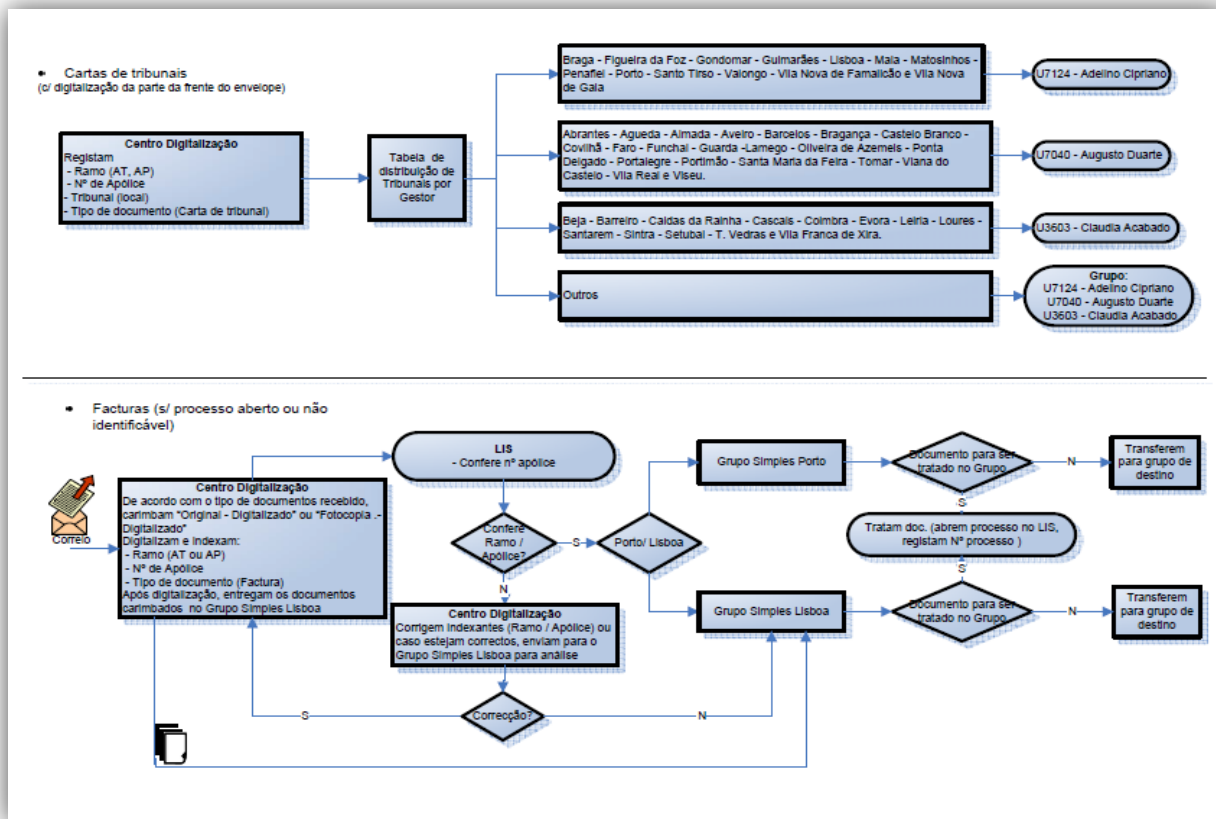 • Cartas de tribunais
(c/ digitalização da parte da frente do envelope)
Centro Digitalização
Registam
- Ramo (AT, AP)
- Nº de Apólice
- Tribunal (local)
- Tipo de documento (Carta de tribunal)
Tabela de
distribuição de
Tribunais por
Gestor
Braga - Figueira da Foz - Gondomar - Guimarães - Lisboa - Maia - Matosinhos -
Penafiel - Porto - Santo Tirso - Valongo - Vila Nova de Famalicão e Vila Nova
de Gaia
U7124 - Adelino Cipriano
Abrantes - Agueda - Almada - Aveiro - Barcelos - Bragança - Castelo Branco -
Covilhã - Faro - Funchal - Guarda -Lamego - Oliveira de Azemeis - Ponta
Delgado - Portalegre - Portimão - Santa Maria da Feira - Tomar - Viana do
Castelo - Vila Real e Viseu.
U7040 - Augusto Duarte
Beja - Barreiro - Caldas da Rainha - Cascais - Coimbra - Evora - Leiria - Loures -
Santarem - Sintra - Setubal - T. Vedras e Vila Franca de Xira.
U3603 - Claudia Acabado
Outros
Grupo:
U7124 - Adelino Cipriano
U7040 - Augusto Duarte
U3603 - Claudia Acabado
• Facturas (s/ processo aberto ou não
identificável)
Correio
Centro Digitalização
De acordo com o tipo de documentos recebido,
carimbam "Original - Digitalizado" ou "Fotocopia .-
Digitalizado"
Digitalizam e Indexam:
- Ramo (AT ou AP)
- Nº de Apólice
- Tipo de documento (Factura)
Após digitalização, entregam os documentos
carimbados no Grupo Simples Lisboa
LIS
- Confere nº apólice
Confere
Ramo /
Apólice?
S
N
Porto/ Lisboa
Centro Digitalização
Corrigem Indexantes (Ramo / Apólice) ou
caso estejam correctos, enviam para o
Grupo Simples Lisboa para análise
Correcção?
S
N
Grupo Simples Porto
Documento para ser
tratado no Grupo
N
Transferem
para grupo de
destino
S
Tratam doc. (abrem processo no LIS,
registam Nº processo )
S
Grupo Simples Lisboa
Documento para ser
tratado no Grupo
N
Transferem
para grupo de
destino